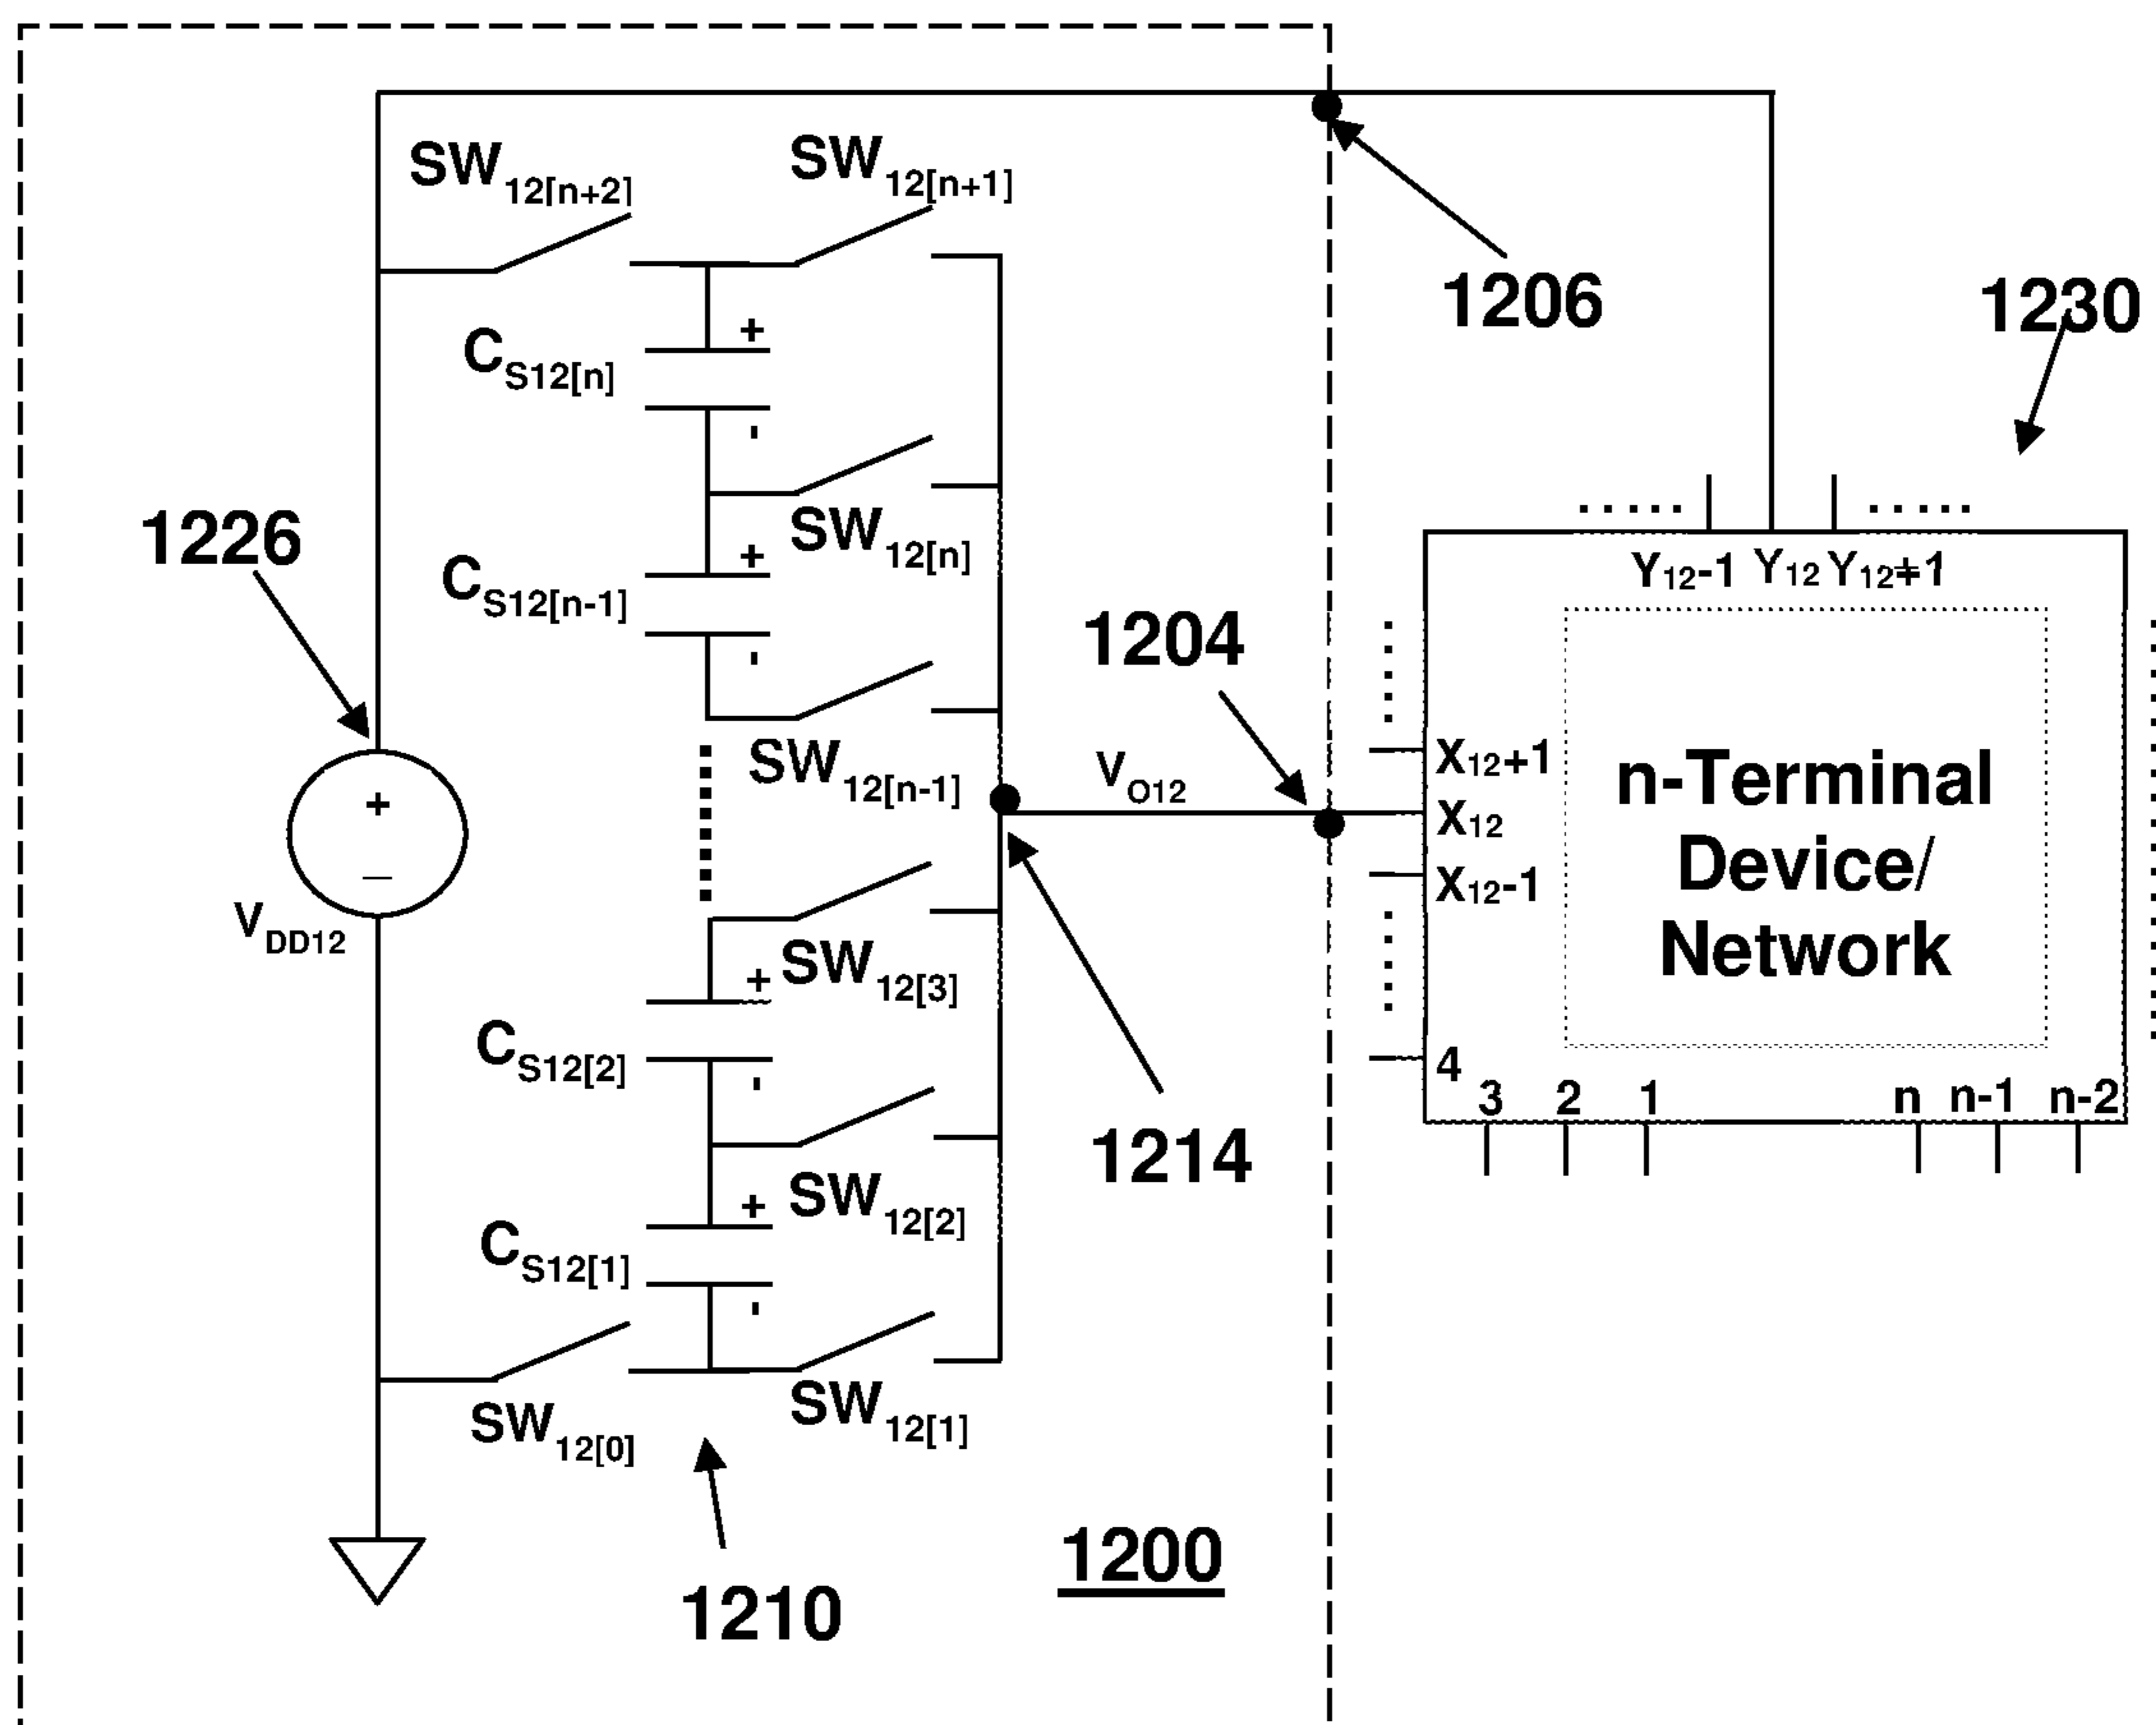 SW12[n+2]
SW12[n+1]
1206
1230
+
CS12[n]
-
SW12[n]
1226
+
CS12[n-1]
-
Y12-1 Y12 Y12+1
1204
SW12[n-1]
VO12
X12+1
X12
X12-1
n-Terminal
Device/
Network
+
–
VDD12
SW12[3]
+
CS12[2]
-
4
3 2 1 n n-1 n-2
1214
SW12[2]
+
CS12[1]
-
SW12[0]
SW12[1]
1200
1210